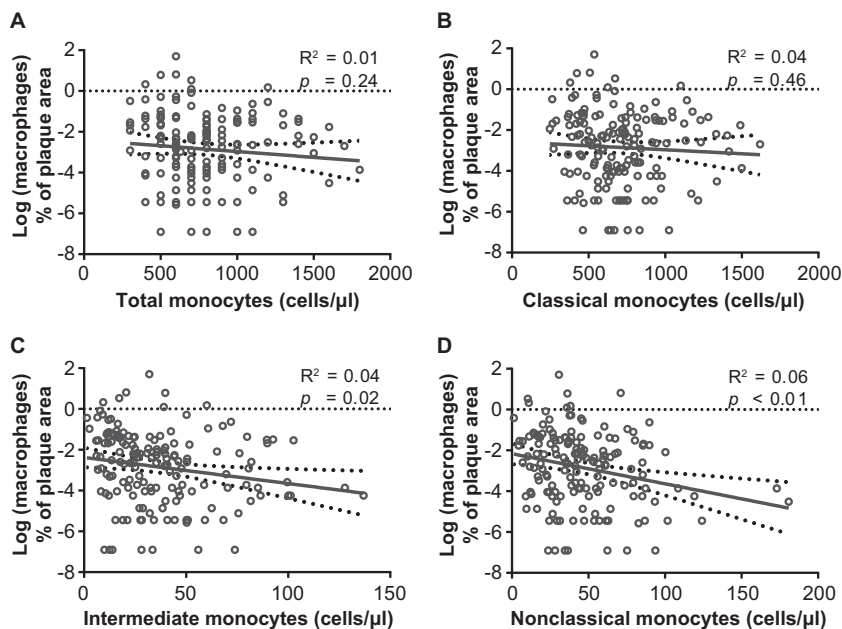 A
R² = 0.01
p = 0.24
Log (macrophages)
% of plaque area
2
0
-2
-4
-6
-8
0 500 1000 1500 2000
Total monocytes (cells/µl)
B
R² = 0.04
p = 0.46
Log (macrophages)
% of plaque area
2
0
-2
-4
-6
-8
0 500 1000 1500 2000
Classical monocytes (cells/µl)
C
R² = 0.04
p = 0.02
Log (macrophages)
% of plaque area
2
0
-2
-4
-6
-8
0 50 100 150
Intermediate monocytes (cells/µl)
D
R² = 0.06
p < 0.01
Log (macrophages)
% of plaque area
2
0
-2
-4
-6
-8
0 50 100 150 200
Nonclassical monocytes (cells/µl)